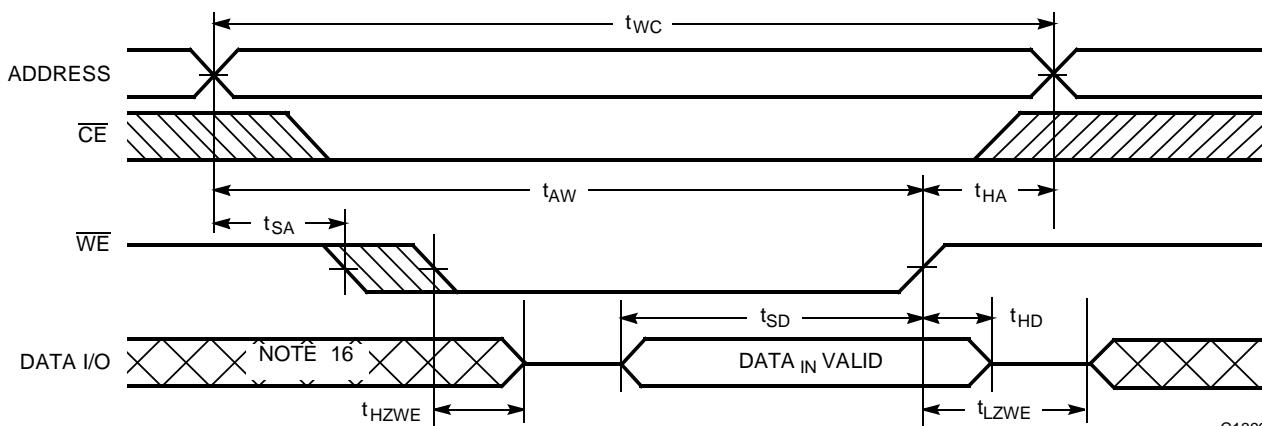 tWC
ADDRESS
CE
tAW
tHA
tSA
WE
tSD
tHD
DATA I/O
NOTE 16
DATA IN VALID
tHZWE
tLZWE